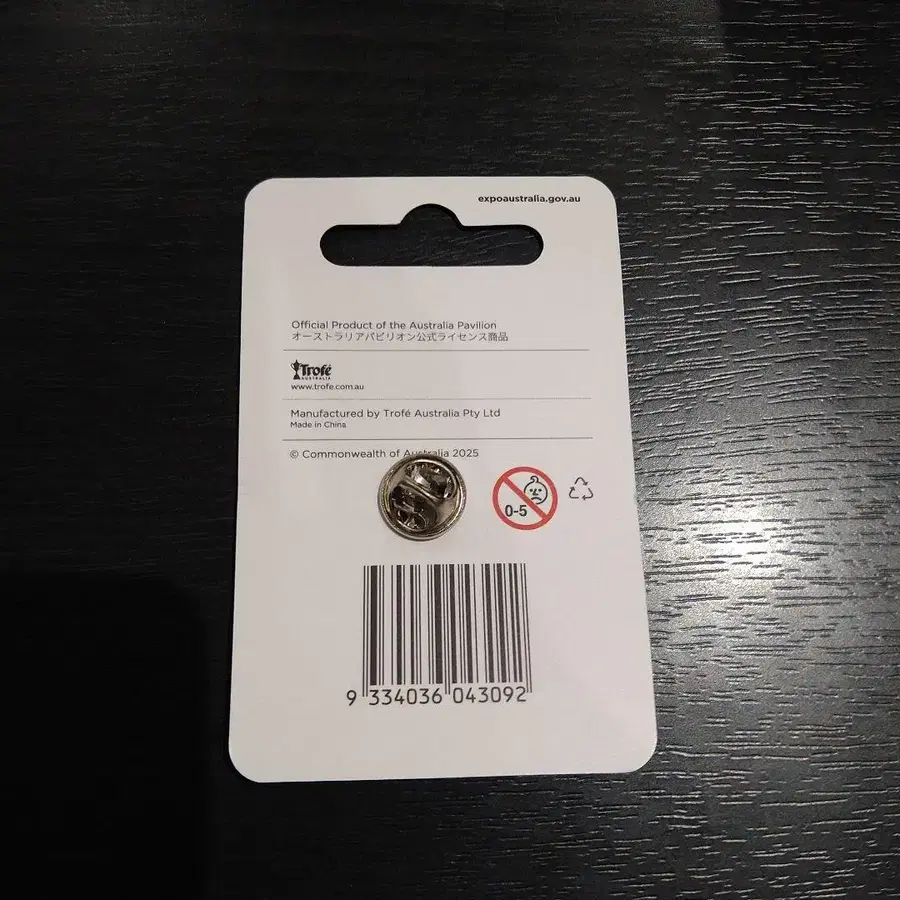 expoaustralia.gov.au
Official Product of the Australia Pavilion
オーストラリアパビリオン公式ライセンス商品
Trofé
AUSTRALIA
www.trofe.com.au
Manufactured by Trofé Australia Pty Ltd
Made in China
© Commonwealth of Australia 2025
0-5
9 334036 043092